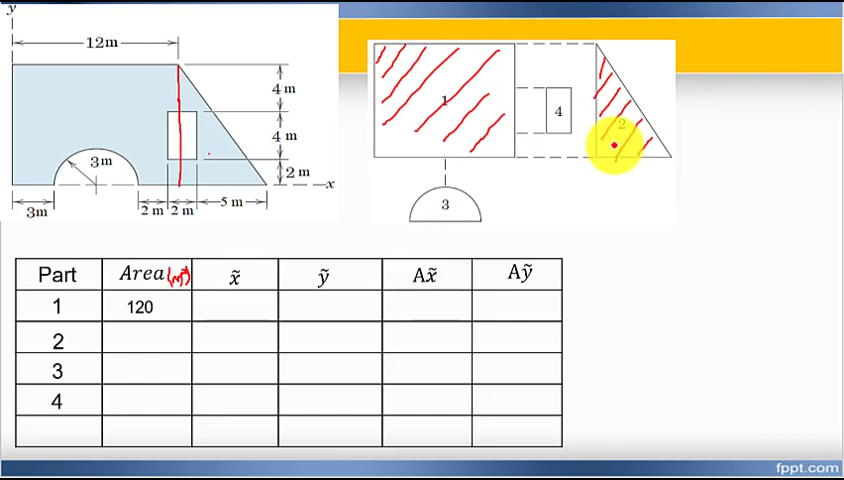 y
12m
4 m
4 m
2 m
3m
x
3m
2 m 2 m 5 m
1
4
2
3
Part Area (m²) x̃ ỹ Ax̃ Aỹ
1 120
2
3
4
fppt.com